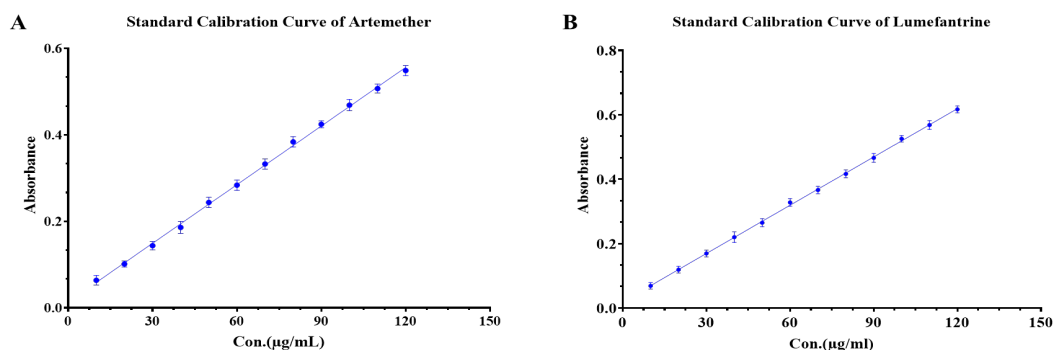 A
Standard Calibration Curve of Artemether
0.6
0.4
0.2
0.0
Absorbance
0
30
60
90
120
150
Con.(µg/mL)
B
Standard Calibration Curve of Lumefantrine
0.8
0.6
0.4
0.2
0.0
Absorbance
0
30
60
90
120
150
Con.(µg/ml)